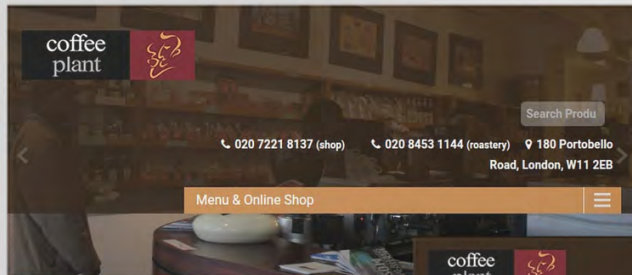 coffee
plant
Search Produ
020 7221 8137 (shop) 020 8453 1144 (roastery) 180 Portobello
Road, London, W11 2EB
Menu & Online Shop
coffee
plant